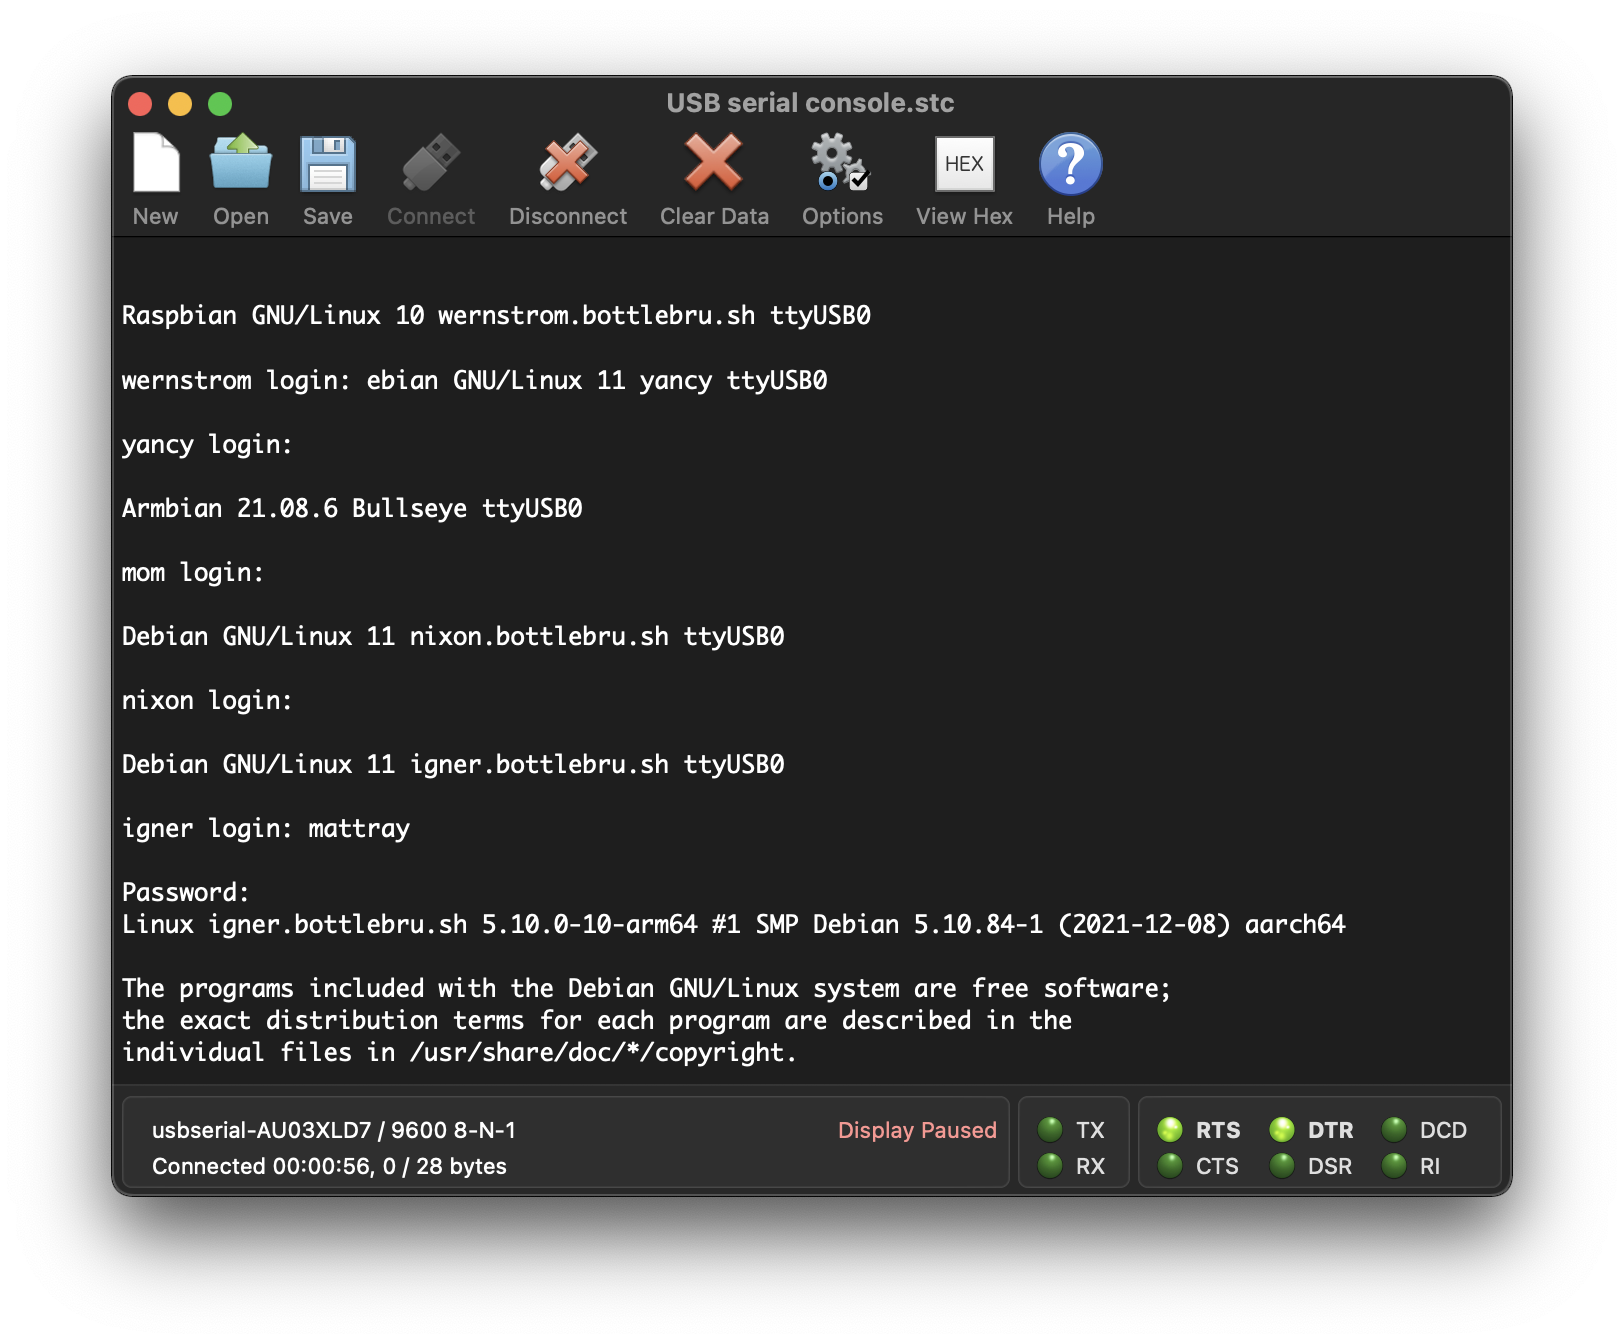 USB serial console.stc
New Open Save Connect Disconnect Clear Data Options HEX View Hex ? Help
Raspbian GNU/Linux 10 wernstrom.bottlebru.sh ttyUSB0
wernstrom login: ebian GNU/Linux 11 yancy ttyUSB0
yancy login:
Armbian 21.08.6 Bullseye ttyUSB0
mom login:
Debian GNU/Linux 11 nixon.bottlebru.sh ttyUSB0
nixon login:
Debian GNU/Linux 11 igner.bottlebru.sh ttyUSB0
igner login: mattray
Password:
Linux igner.bottlebru.sh 5.10.0-10-arm64 #1 SMP Debian 5.10.84-1 (2021-12-08) aarch64
The programs included with the Debian GNU/Linux system are free software;
the exact distribution terms for each program are described in the
individual files in /usr/share/doc/*/copyright.
usbserial-AU03XLD7 / 9600 8-N-1 Display Paused TX RTS DTR DCD
Connected 00:00:56, 0 / 28 bytes RX CTS DSR RI